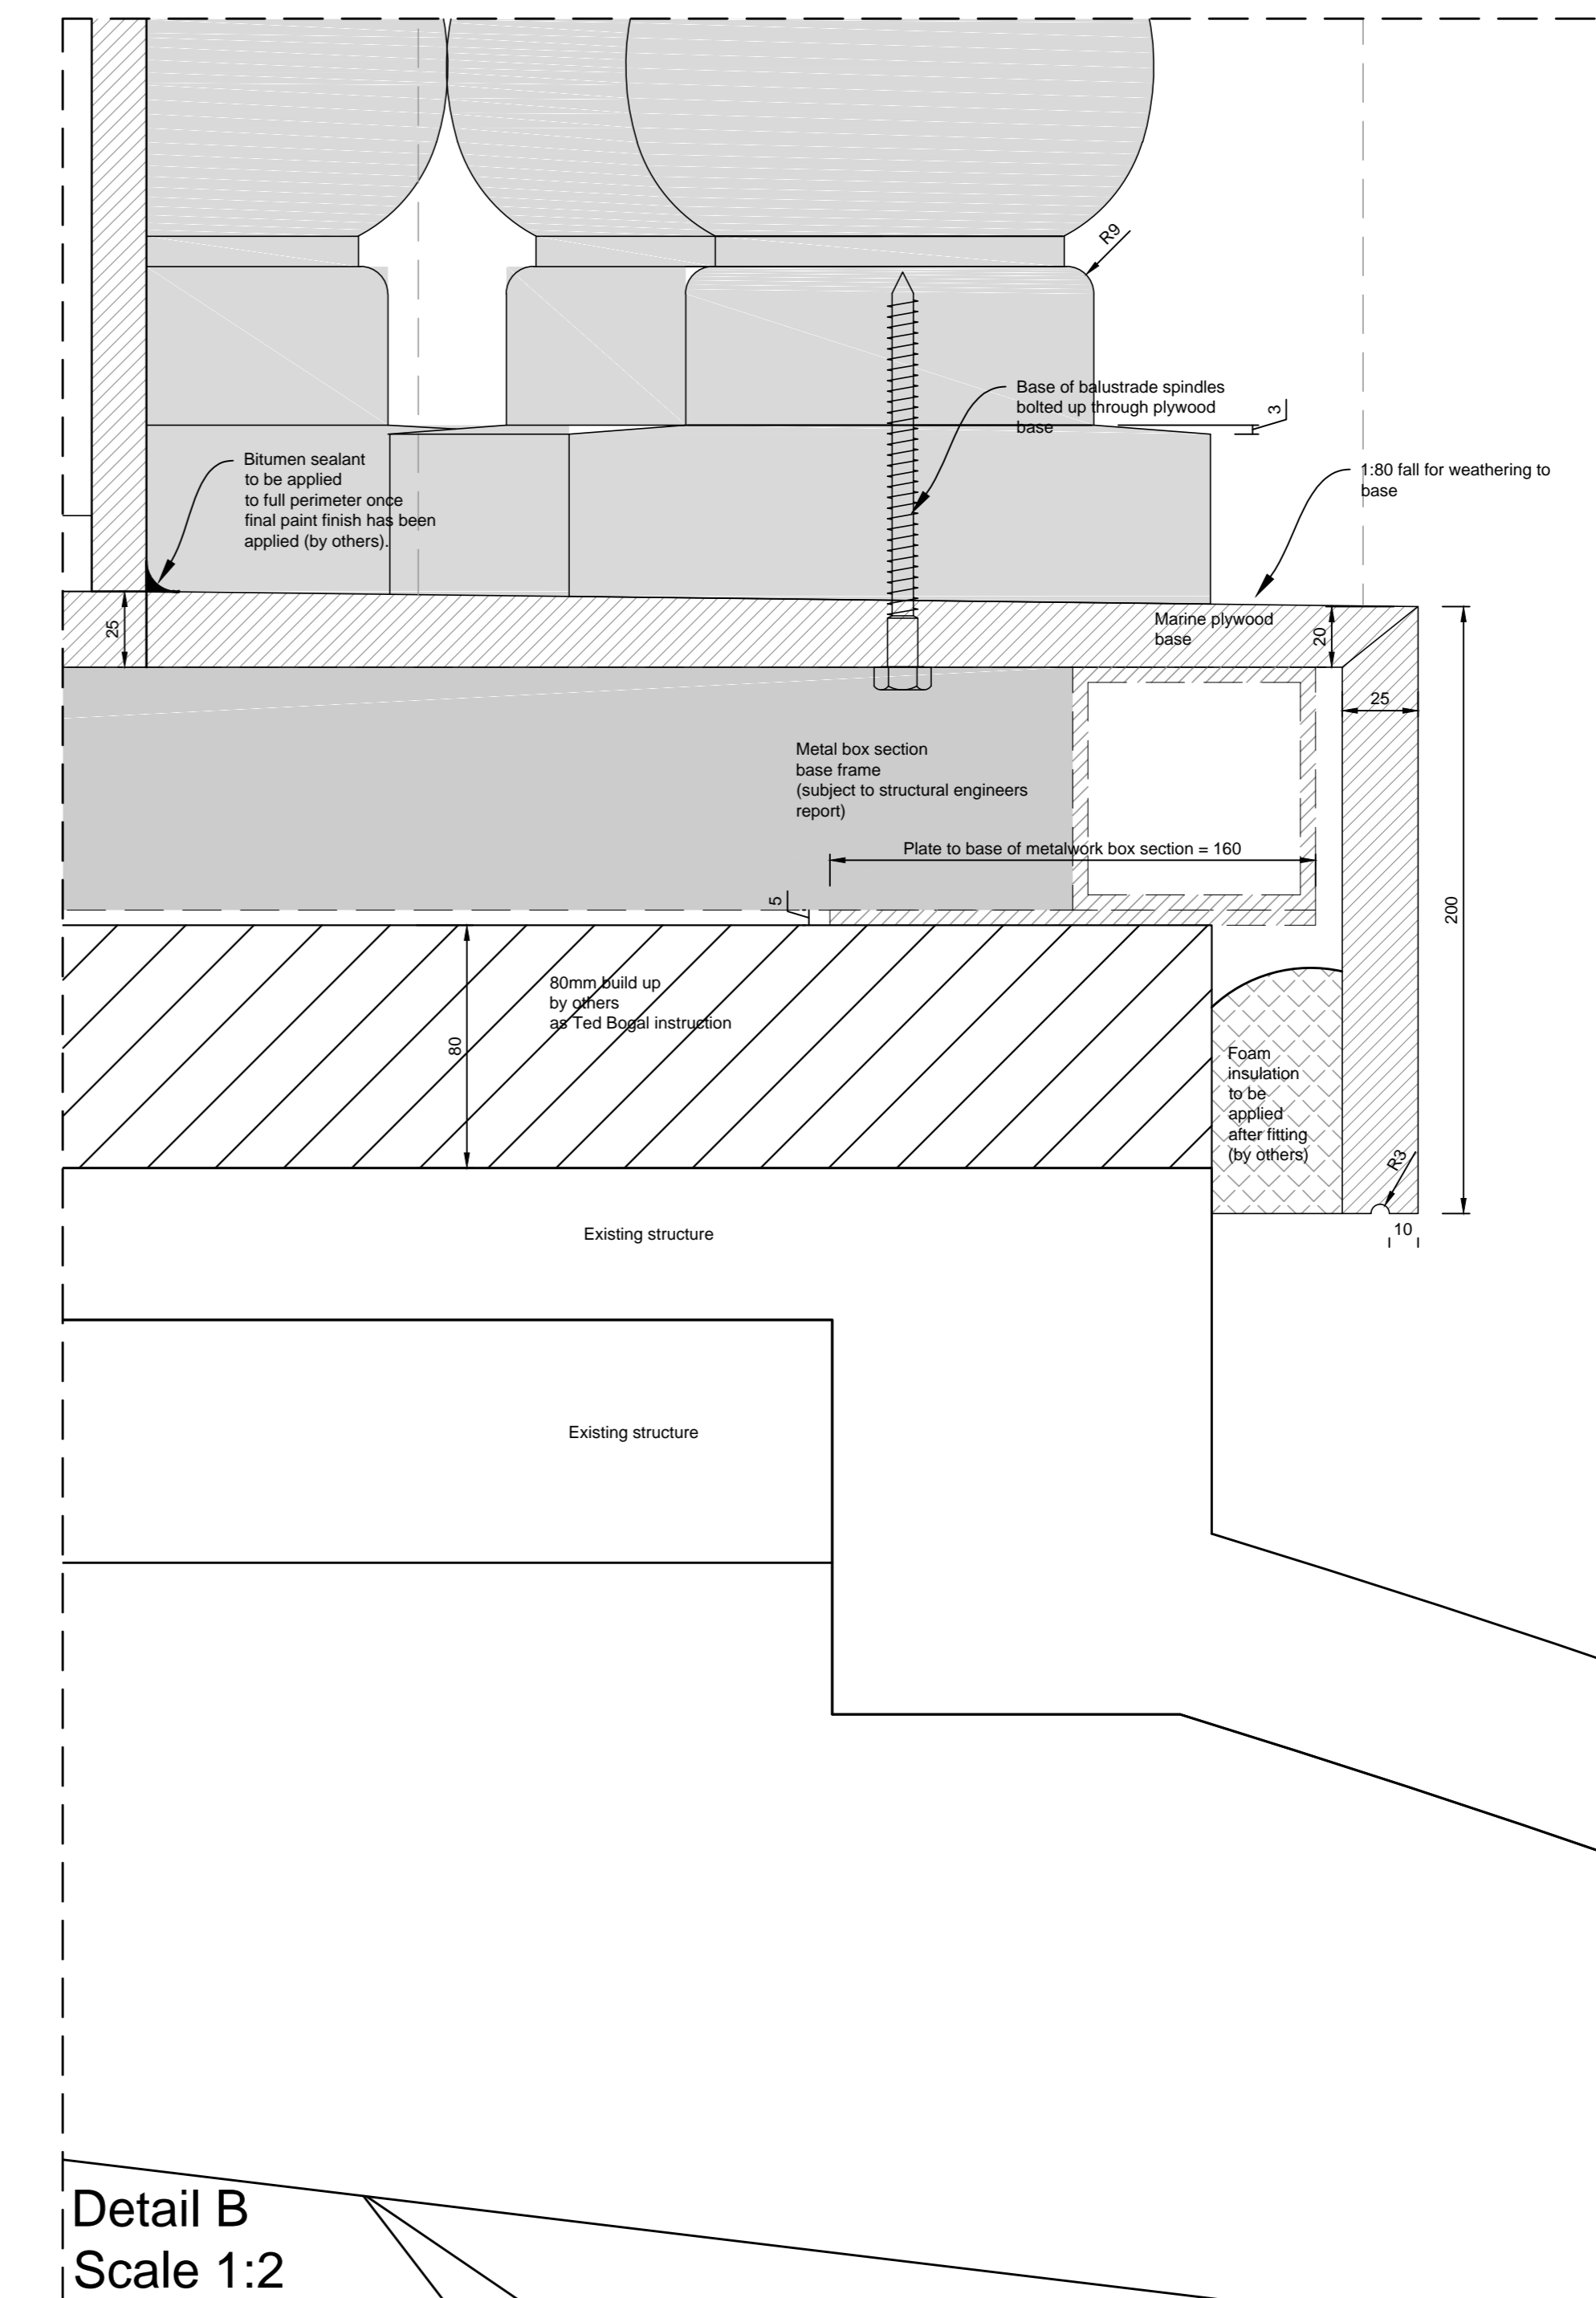 R9
Base of balustrade spindles
bolted up through plywood
base
3
Bitumen sealant
to be applied
to full perimeter once
final paint finish has been
applied (by others).
1:80 fall for weathering to
base
25
Marine plywood
base
20
25
Metal box section
base frame
(subject to structural engineers
report)
Plate to base of metalwork box section = 160
5
200
80mm build up
by others
as Ted Bogal instruction
80
Foam
insulation
to be
applied
after fitting
(by others)
R3
10
Existing structure
Existing structure
Detail B
Scale 1:2